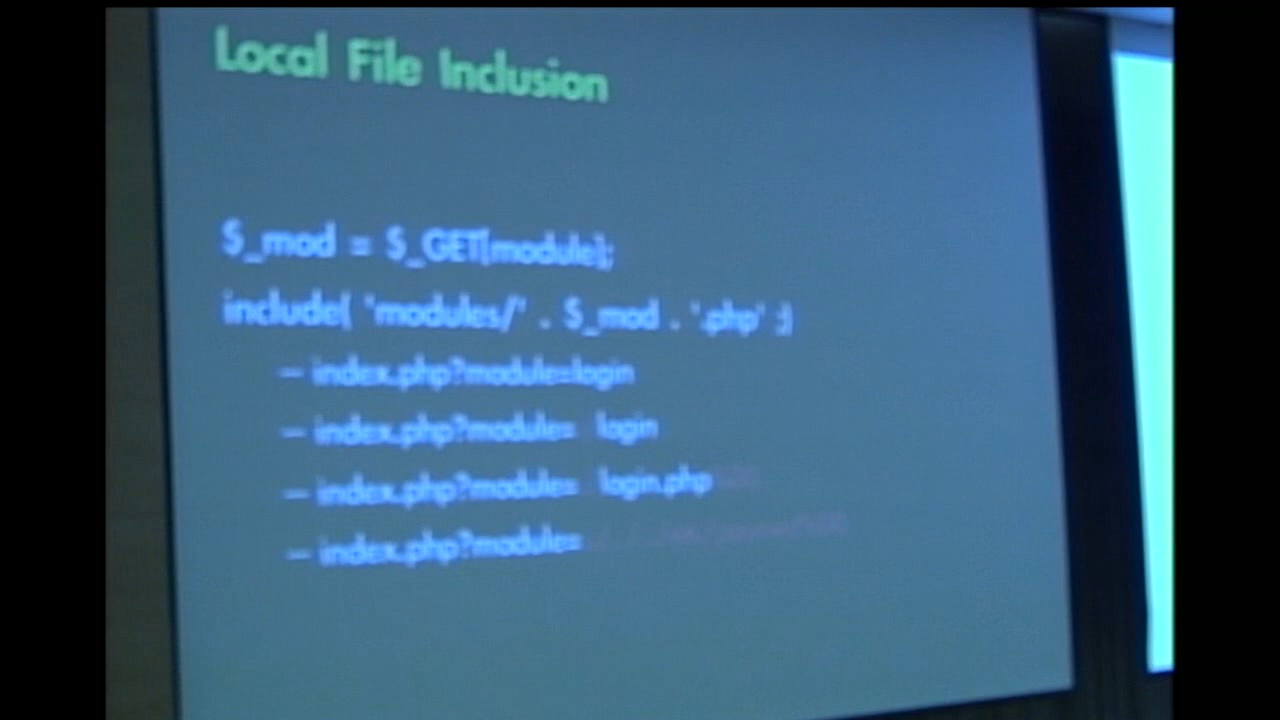 Local File Inclusion
$_mod = $_GET[module];
include( 'modules/' . $_mod . '.php' ;)
– index.php?module=login
– index.php?module= login
– index.php?module= login.php
– index.php?module=